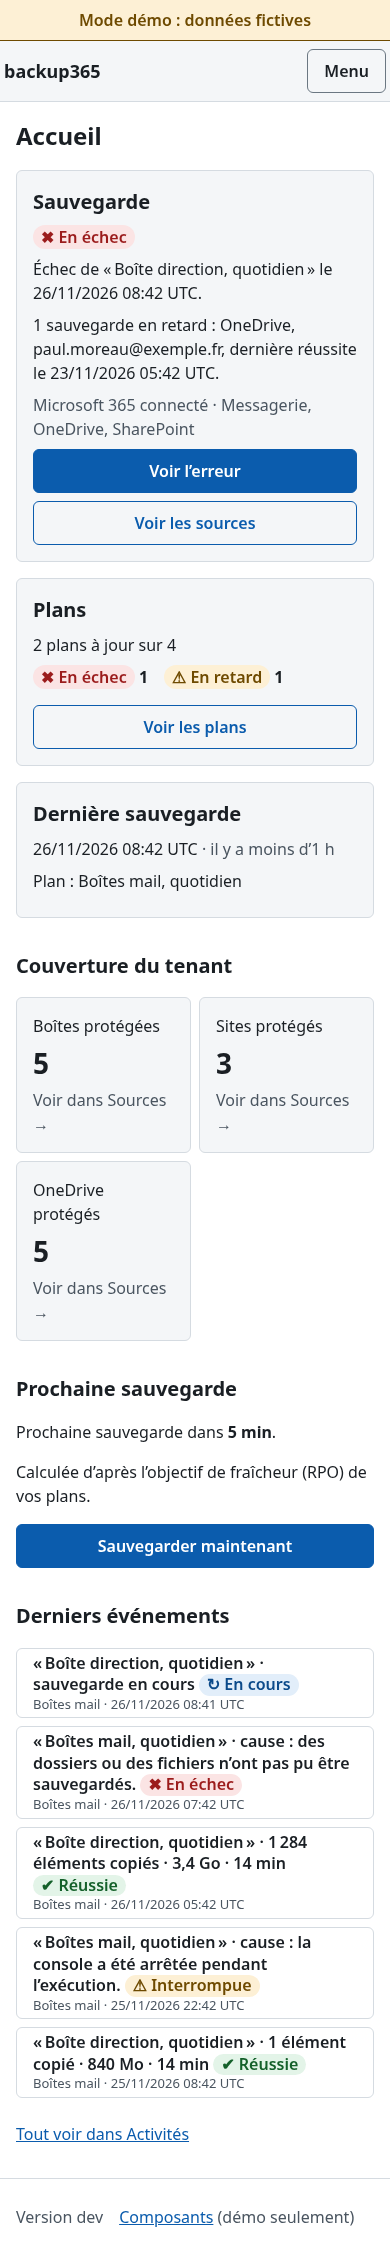 Mode démo : données fictives
backup365
Menu
Accueil
Sauvegarde
✖ En échec
Échec de « Boîte direction, quotidien » le
26/11/2026 08:42 UTC.
1 sauvegarde en retard : OneDrive,
paul.moreau@exemple.fr, dernière réussite
le 23/11/2026 05:42 UTC.
Microsoft 365 connecté · Messagerie,
OneDrive, SharePoint
Voir l’erreur
Voir les sources
Plans
2 plans à jour sur 4
✖ En échec 1 ⚠ En retard 1
Voir les plans
Dernière sauvegarde
26/11/2026 08:42 UTC · il y a moins d’1 h
Plan : Boîtes mail, quotidien
Couverture du tenant
Boîtes protégées
5
Voir dans Sources
→
Sites protégés
3
Voir dans Sources
→
OneDrive
protégés
5
Voir dans Sources
→
Prochaine sauvegarde
Prochaine sauvegarde dans 5 min.
Calculée d’après l’objectif de fraîcheur (RPO) de
vos plans.
Sauvegarder maintenant
Derniers événements
« Boîte direction, quotidien » ·
sauvegarde en cours ↻ En cours
Boîtes mail · 26/11/2026 08:41 UTC
« Boîtes mail, quotidien » · cause : des
dossiers ou des fichiers n’ont pas pu être
sauvegardés. ✖ En échec
Boîtes mail · 26/11/2026 07:42 UTC
« Boîte direction, quotidien » · 1 284
éléments copiés · 3,4 Go · 14 min
✔ Réussie
Boîtes mail · 26/11/2026 05:42 UTC
« Boîtes mail, quotidien » · cause : la
console a été arrêtée pendant
l’exécution. ⚠ Interrompue
Boîtes mail · 25/11/2026 22:42 UTC
« Boîte direction, quotidien » · 1 élément
copié · 840 Mo · 14 min ✔ Réussie
Boîtes mail · 25/11/2026 08:42 UTC
Tout voir dans Activités
Version dev Composants (démo seulement)